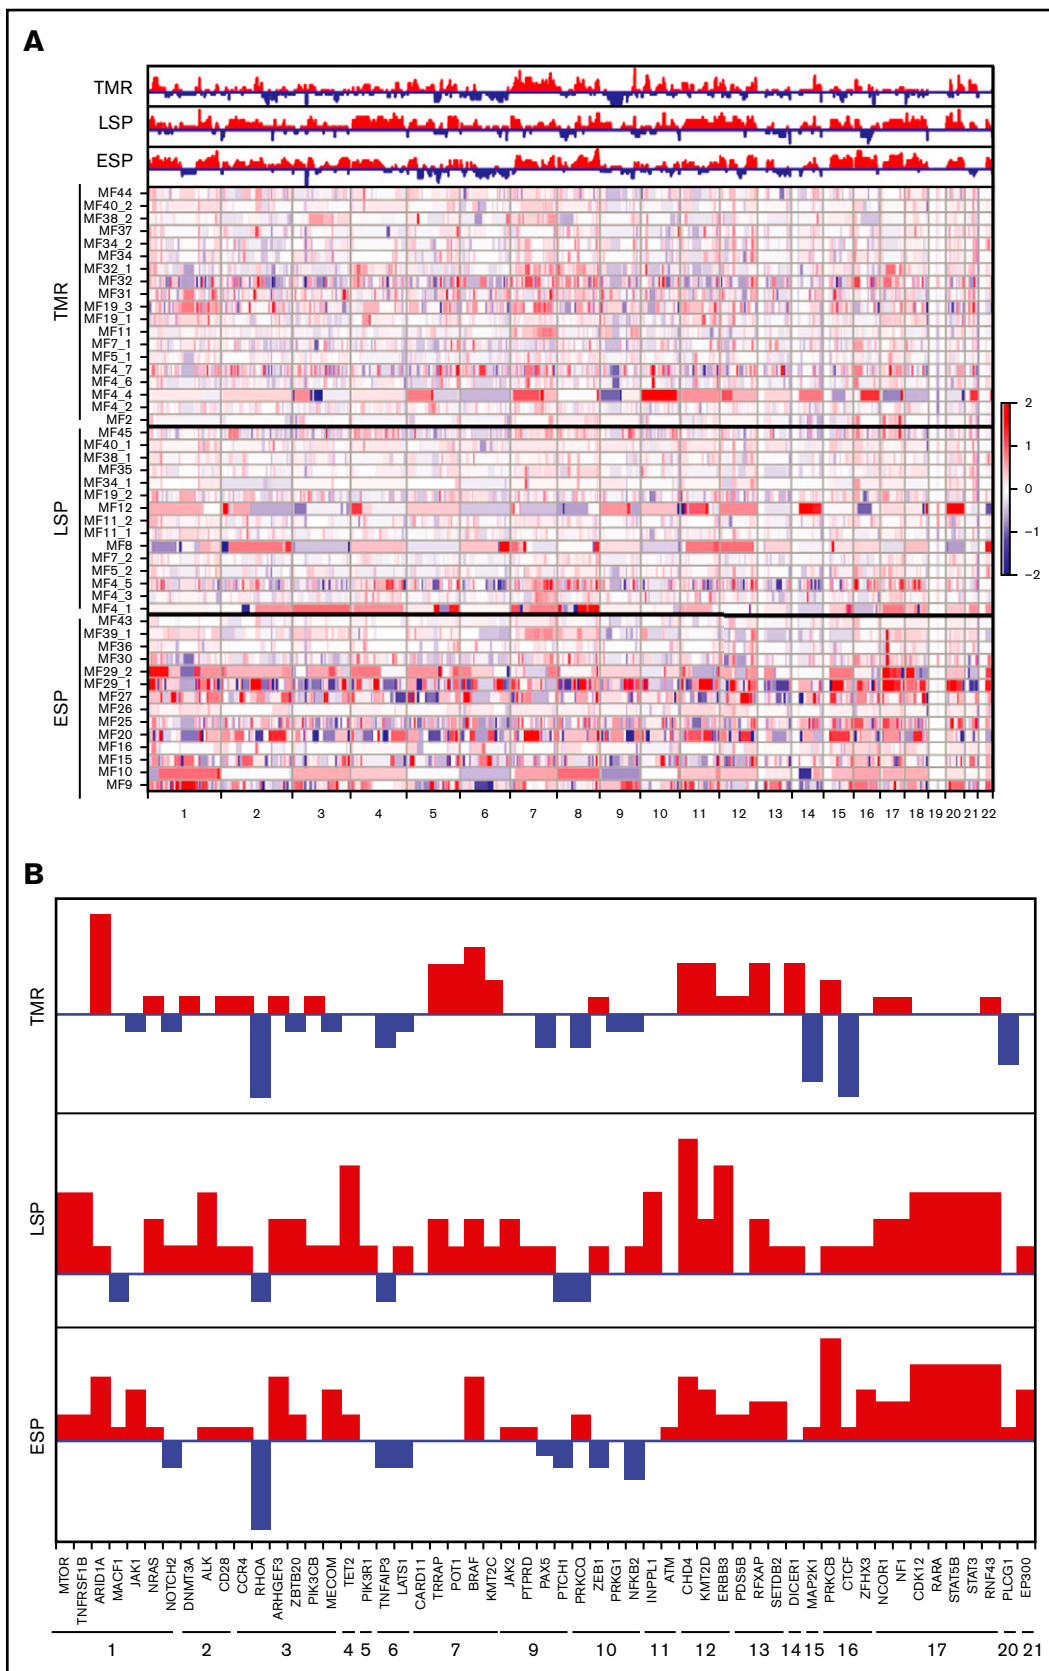 A
TMR
LSP
ESP
MF44
MF40_2
MF38_2
MF37
MF34_2
MF34
MF32_1
MF32
MF31
MF19_3
MF19_1
MF11
MF7_1
MF5_1
MF4_7
MF4_6
MF4_4
MF4_2
MF2
TMR
MF45
MF40_1
MF38_1
MF35
MF34_1
MF19_2
MF12
MF11_2
MF11_1
MF8
MF7_2
MF5_2
MF4_5
MF4_3
MF4_1
LSP
MF43
MF39_1
MF36
MF30
MF29_2
MF29_1
MF27
MF26
MF25
MF20
MF16
MF15
MF10
MF9
ESP
2
1
0
−1
−2
1 2 3 4 5 6 7 8 9 10 11 12 13 14 15 16 17 18 19 20 21 22
B
TMR
LSP
ESP
MTOR
TNFRSF1B
ARID1A
MACF1
JAK1
NRAS
NOTCH2
DNMT3A
ALK
CD28
CCR4
RHOA
ARHGEF3
ZBTB20
PIK3CB
MECOM
TET2
PIK3R1
TNFAIP3
LATS1
CARD11
TRRAP
POT1
BRAF
KMT2C
JAK2
PTPRD
PAX5
PTCH1
PRKCQ
ZEB1
PRKG1
NFKB2
INPPL1
ATM
CHD4
KMT2D
ERBB3
PDS5B
RFXAP
SETDB2
DICER1
MAP2K1
PRKCB
CTCF
ZFHX3
NCOR1
NF1
CDK12
RARA
STAT5B
STAT3
RNF43
PLCG1
EP300
1 2 3 4 5 6 7 9 10 11 12 13 14 15 16 17 20 21